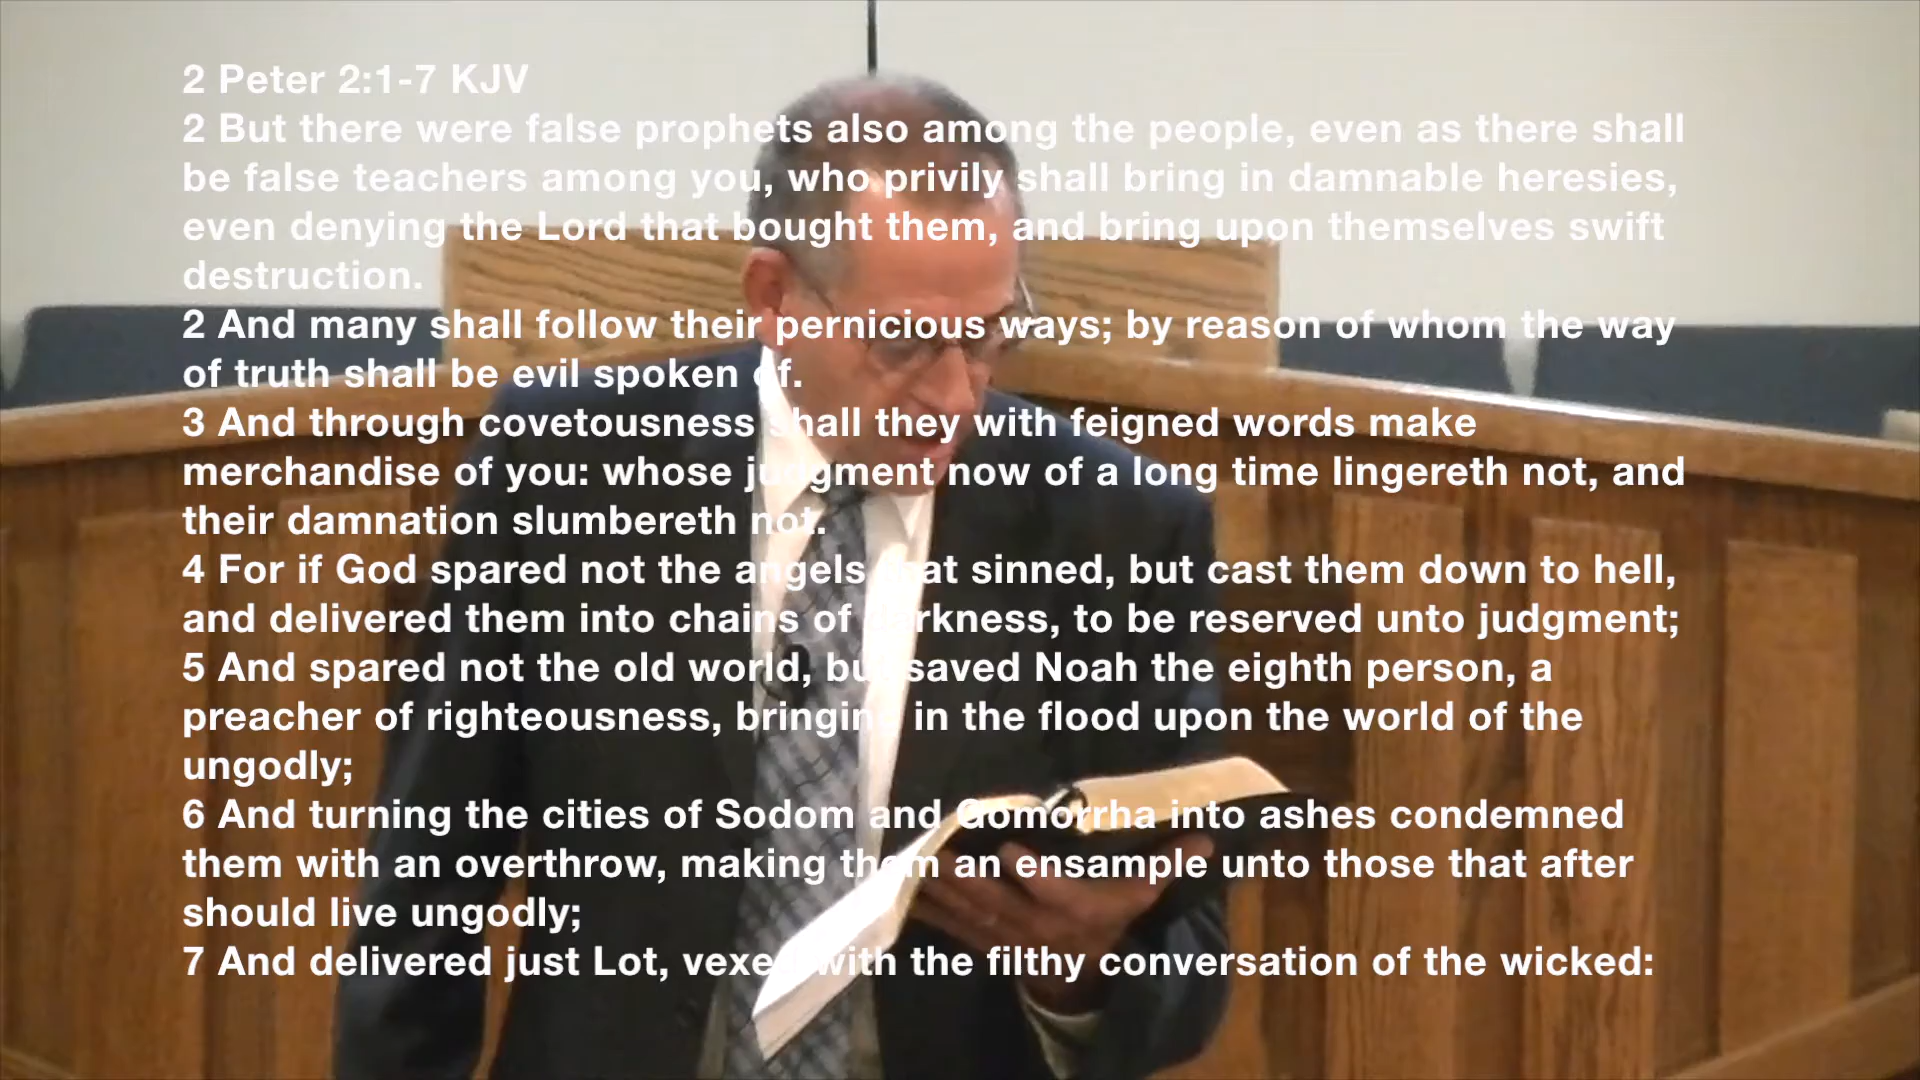 2 Peter 2:1-7 KJV
2 But there were false prophets also among the people, even as there shall
be false teachers among you, who privily shall bring in damnable heresies,
even denying the Lord that bought them, and bring upon themselves swift
destruction.
2 And many shall follow their pernicious ways; by reason of whom the way
of truth shall be evil spoken of.
3 And through covetousness shall they with feigned words make
merchandise of you: whose judgment now of a long time lingereth not, and
their damnation slumbereth not.
4 For if God spared not the angels that sinned, but cast them down to hell,
and delivered them into chains of darkness, to be reserved unto judgment;
5 And spared not the old world, but saved Noah the eighth person, a
preacher of righteousness, bringing in the flood upon the world of the
ungodly;
6 And turning the cities of Sodom and Gomorrha into ashes condemned
them with an overthrow, making them an ensample unto those that after
should live ungodly;
7 And delivered just Lot, vexed with the filthy conversation of the wicked: